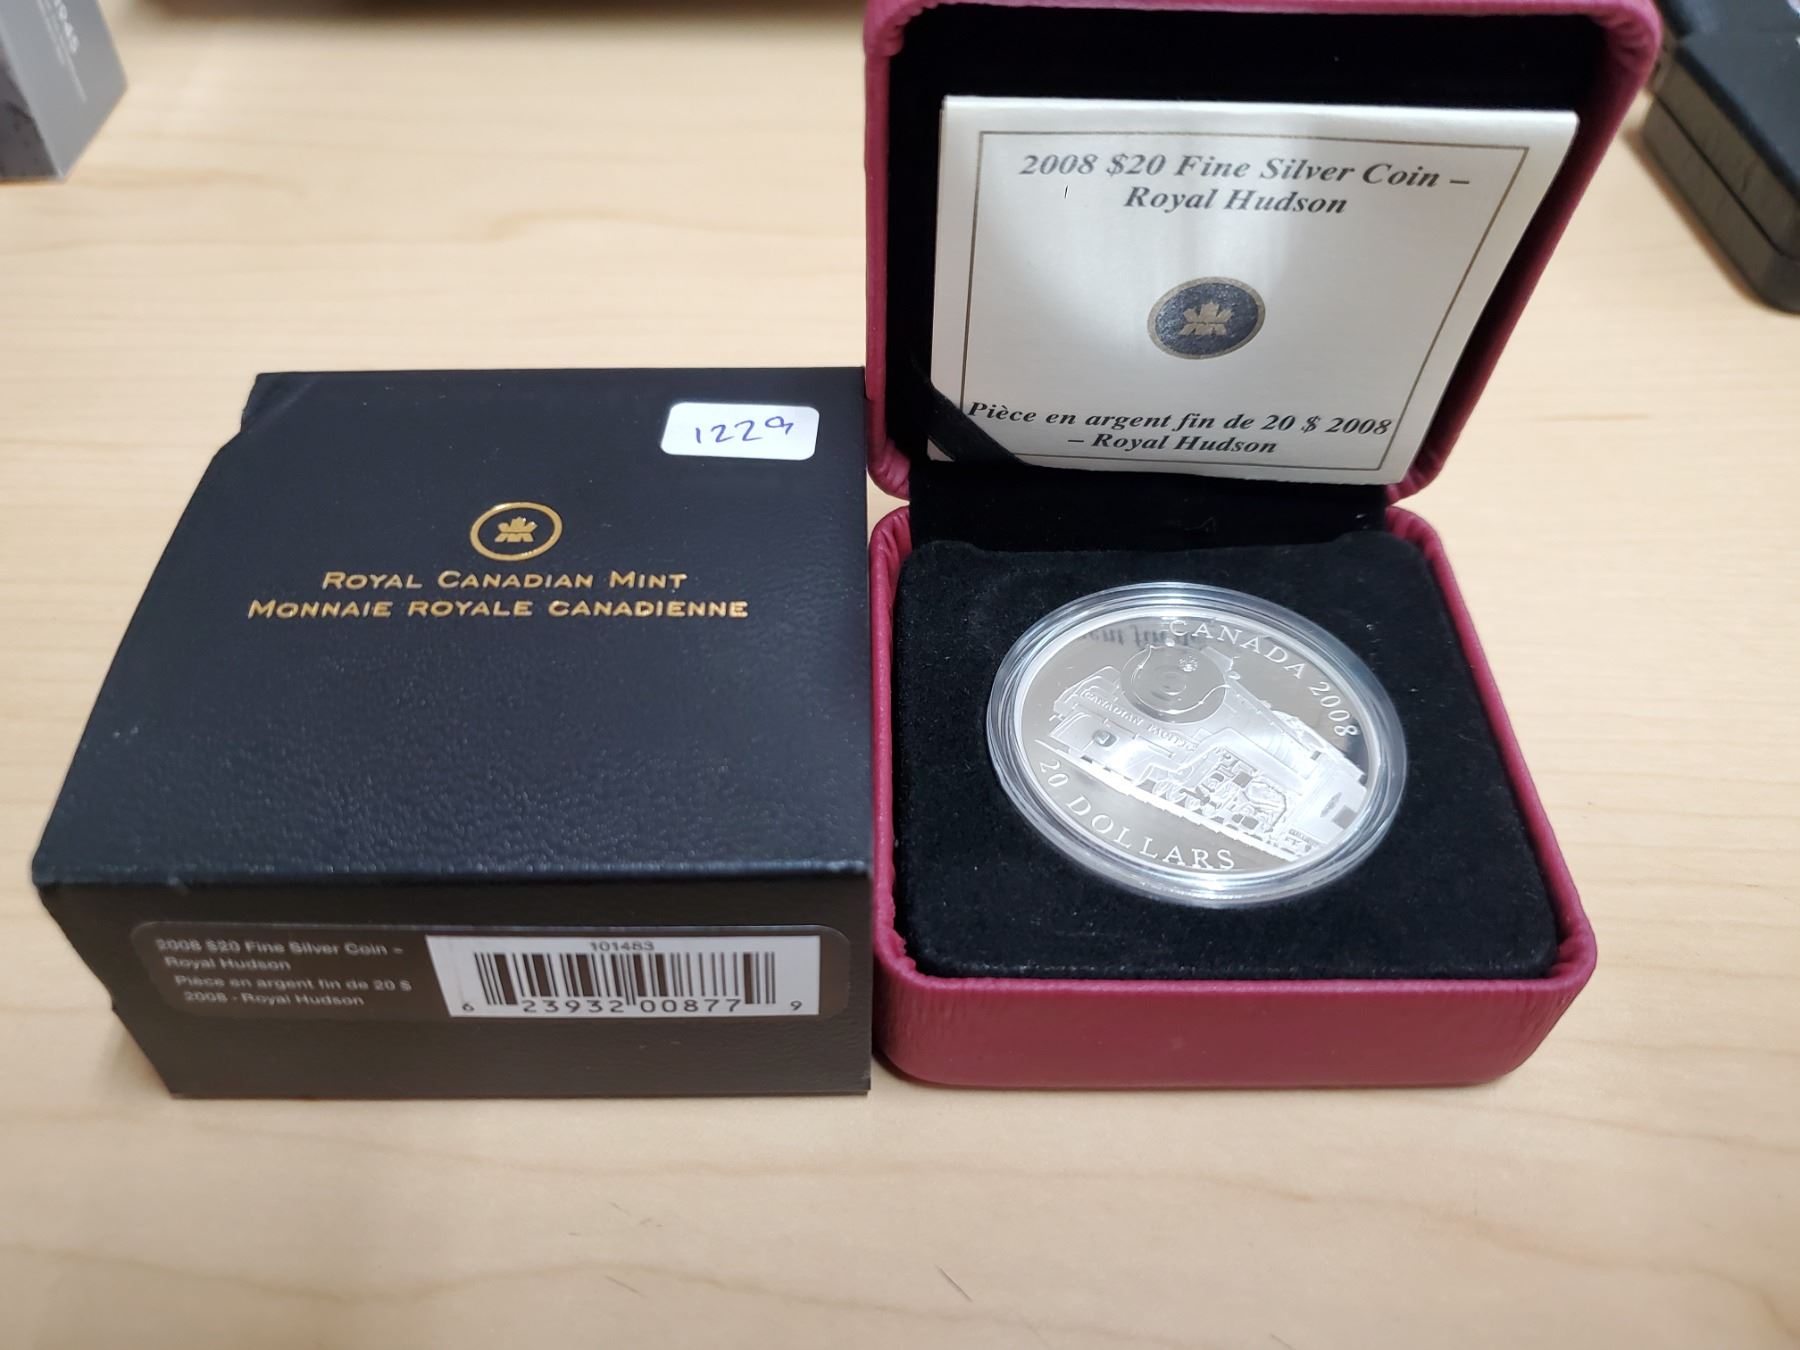 1229
ROYAL CANADIAN MINT
MONNAIE ROYALE CANADIENNE
2008 $20 Fine Silver Coin –
Royal Hudson
Pièce en argent fin de 20 $
2008 - Royal Hudson
101483
6 23932 00877 9
2008 $20 Fine Silver Coin –
Royal Hudson
Pièce en argent fin de 20 $ 2008
– Royal Hudson
CANADA 2008
CANADIAN PACIFIC
20 DOLLARS